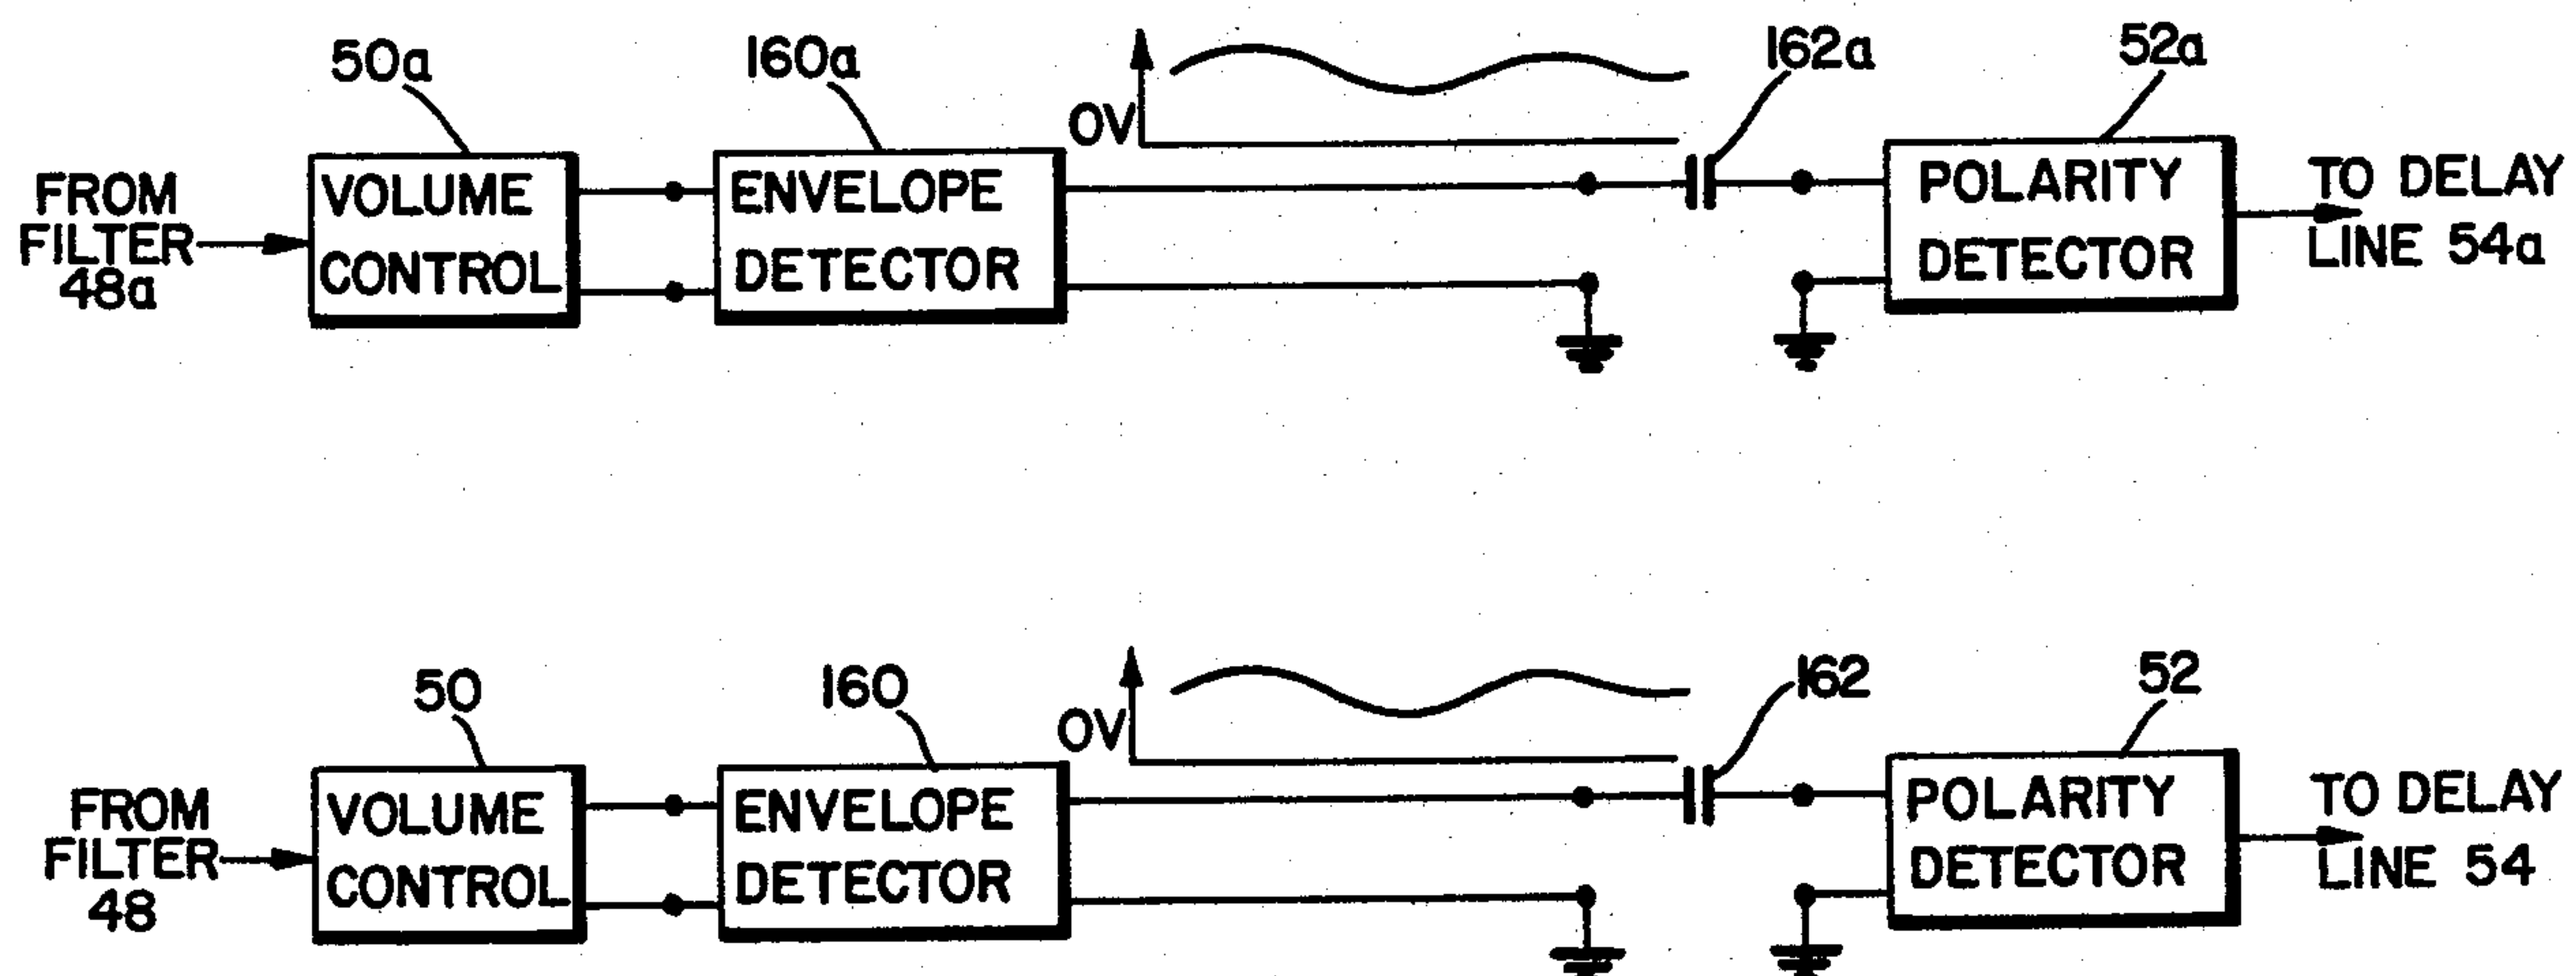 50a
160a
162a
52a
0V
FROM
FILTER
48a
VOLUME
CONTROL
ENVELOPE
DETECTOR
POLARITY
DETECTOR
TO DELAY
LINE 54a
50
160
162
52
0V
FROM
FILTER
48
VOLUME
CONTROL
ENVELOPE
DETECTOR
POLARITY
DETECTOR
TO DELAY
LINE 54